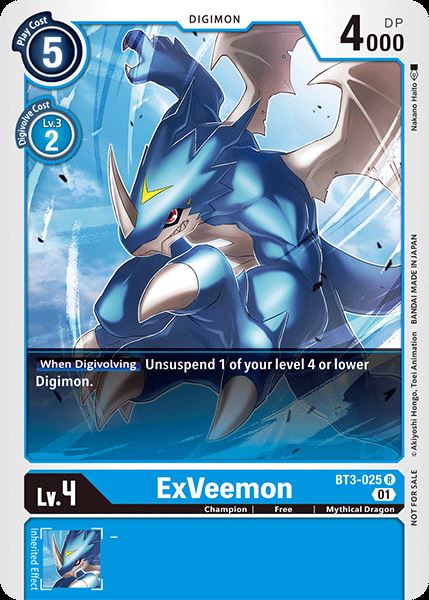 Play Cost
5
DIGIMON
DP
4000
Digivolve Cost
Lv.3
2
Nakano Haito
©Akiyoshi Hongo, Toei Animation BANDAI MADE IN JAPAN
NOT FOR SALE
When Digivolving Unsuspend 1 of your level 4 or lower
Digimon.
Lv.4
ExVeemon
BT3-025 R
01
Champion | Free | Mythical Dragon
Inherited Effect
–